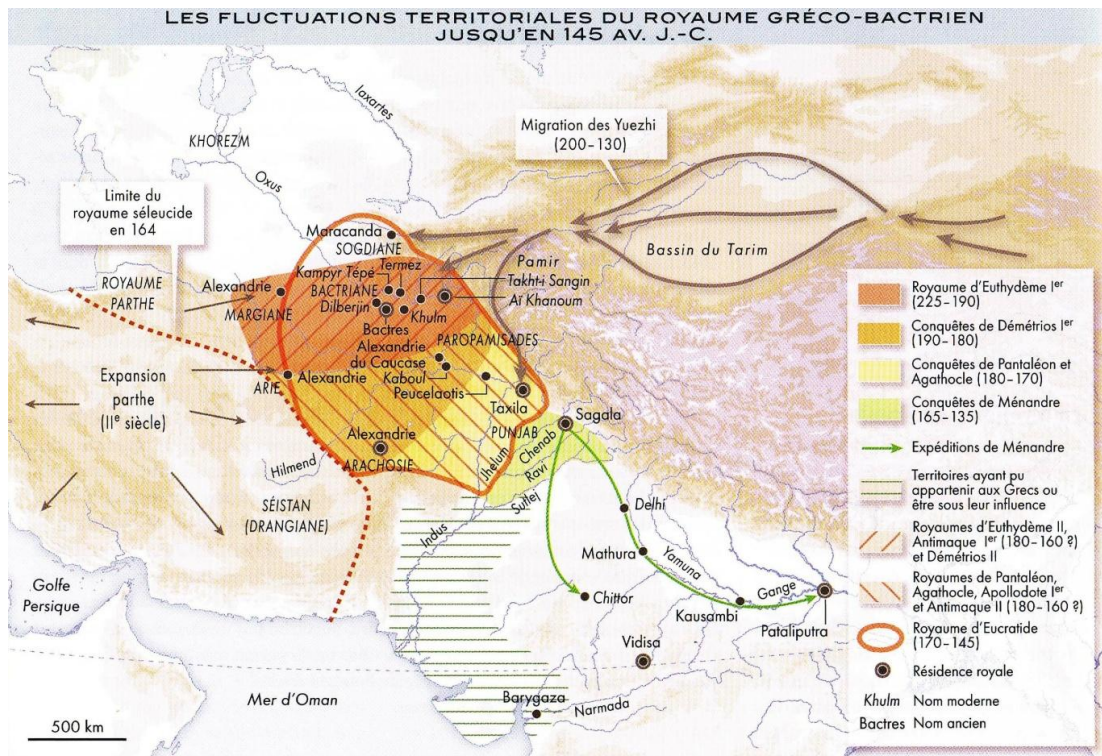 LES FLUCTUATIONS TERRITORIALES DU ROYAUME GRÉCO-BACTRIEN
JUSQU'EN 145 AV. J.-C.
Iaxartes
KHOREZM
Migration des Yuezhi
(200-130)
Oxus
Limite du
royaume séleucide
en 164
Maracanda
SOGDIANE
Bassin du Tarim
Pamir
Kampyr Tépé
Termez
Takht-i Sangin
ROYAUME
PARTHE
Alexandrie
MARGIANE
BACTRIANE
Aï Khanoum
Dilberjin
Khulm
Bactres
PAROPAMISADES
Alexandrie
du Caucase
Kaboul
Peucelaotis
ARIE
Alexandrie
Expansion
parthe
(IIe siècle)
Taxila
Sagala
PUNJAB
Alexandrie
ARACHOSIE
Hilmend
Jhelum
Chenab
Ravi
Sutlej
SÉISTAN
(DRANGIANE)
Indus
Delhi
Mathura
Yamuna
Golfe
Persique
Chittor
Kausambi
Gange
Pataliputra
Vidisa
Mer d'Oman
Barygaza
Narmada
500 km
Royaume d'Euthydème Ier
(225-190)
Conquêtes de Démétrios Ier
(190-180)
Conquêtes de Pantaléon et
Agathocle (180-170)
Conquêtes de Ménandre
(165-135)
Expéditions de Ménandre
Territoires ayant pu
appartenir aux Grecs ou
être sous leur influence
Royaumes d'Euthydème II,
Antimaque Ier (180-160 ?)
et Démétrios II
Royaumes de Pantaléon,
Agathocle, Apollodote Ier
et Antimaque II (180-160 ?)
Royaume d'Eucratide
(170-145)
Résidence royale
Khulm Nom moderne
Bactres Nom ancien